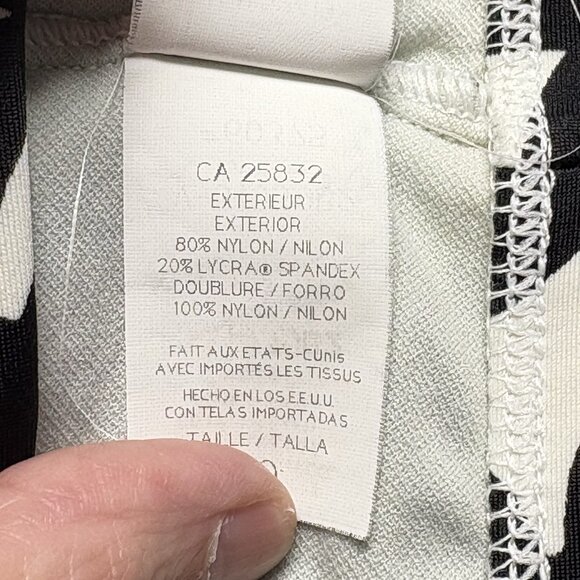 CA 25832
EXTERIEUR
EXTERIOR
80% NYLON / NILON
20% LYCRA® SPANDEX
DOUBLURE / FORRO
100% NYLON / NILON
FAIT AUX ETATS-CUnis
AVEC IMPORTÉS LES TISSUS
HECHO EN LOS E.E.U.U.
CON TELAS IMPORTADAS
TAILLE / TALLA